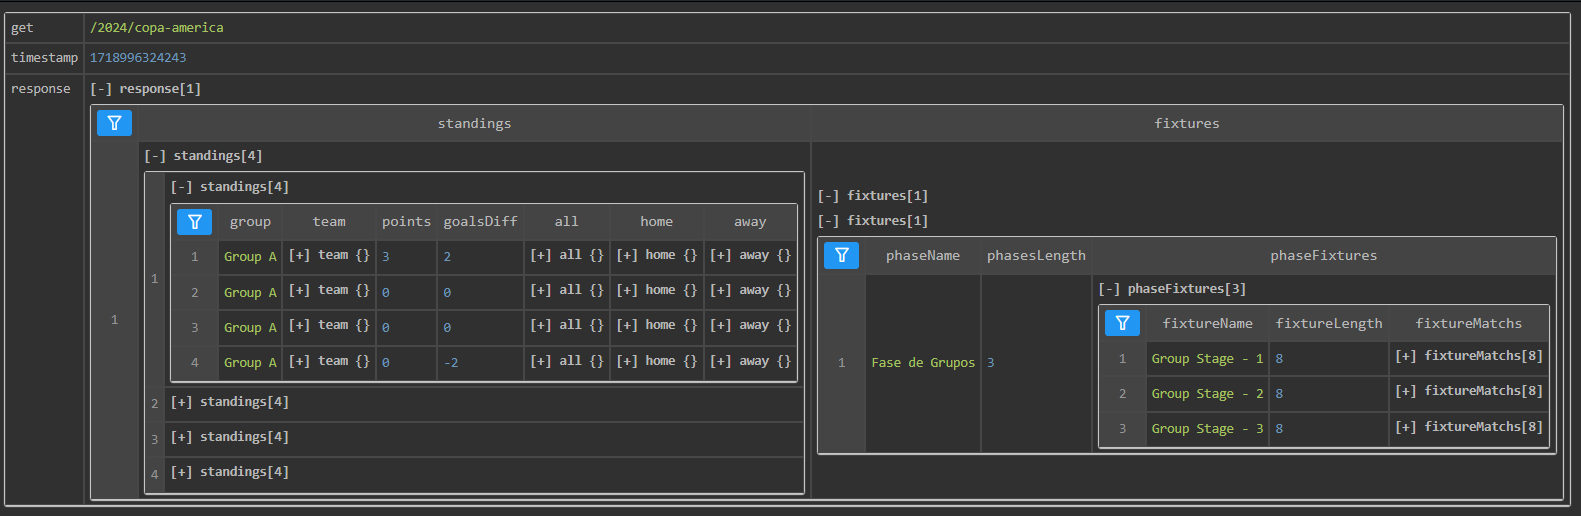 get /2024/copa-america
timestamp 1718996324243
response [-] response[1]
standings fixtures
[-] standings[4]
[-] standings[4]
group team points goalsDiff all home away
1 Group A [+] team {} 3 2 [+] all {} [+] home {} [+] away {}
2 Group A [+] team {} 0 0 [+] all {} [+] home {} [+] away {}
3 Group A [+] team {} 0 0 [+] all {} [+] home {} [+] away {}
4 Group A [+] team {} 0 -2 [+] all {} [+] home {} [+] away {}
1
1
2 [+] standings[4]
3 [+] standings[4]
4 [+] standings[4]
[-] fixtures[1]
[-] fixtures[1]
phaseName phasesLength phaseFixtures
1 Fase de Grupos 3
[-] phaseFixtures[3]
fixtureName fixtureLength fixtureMatchs
1 Group Stage - 1 8 [+] fixtureMatchs[8]
2 Group Stage - 2 8 [+] fixtureMatchs[8]
3 Group Stage - 3 8 [+] fixtureMatchs[8]